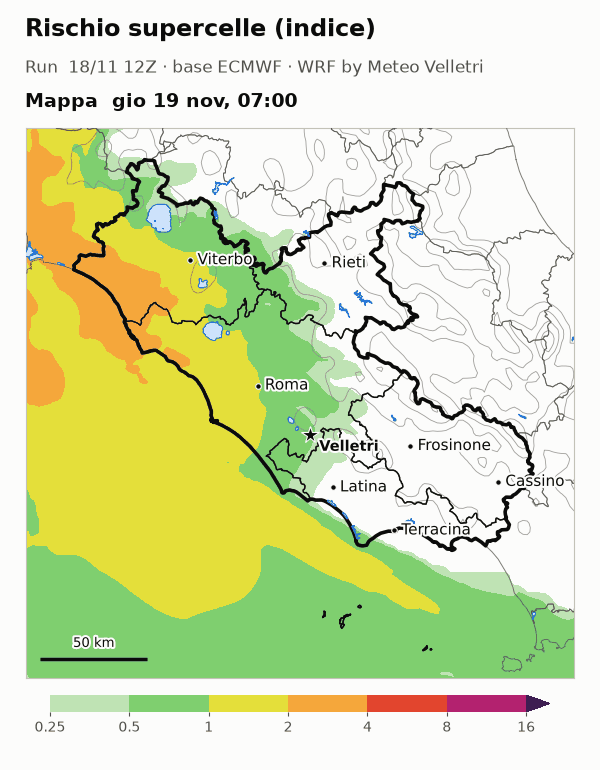 Rischio supercelle (indice)
Run  18/11 12Z · base ECMWF · WRF by Meteo Velletri
Mappa  gio 19 nov, 07:00
Viterbo
Rieti
Roma
Velletri
Frosinone
Cassino
Latina
Terracina
50 km
0.25
0.5
1
2
4
8
16